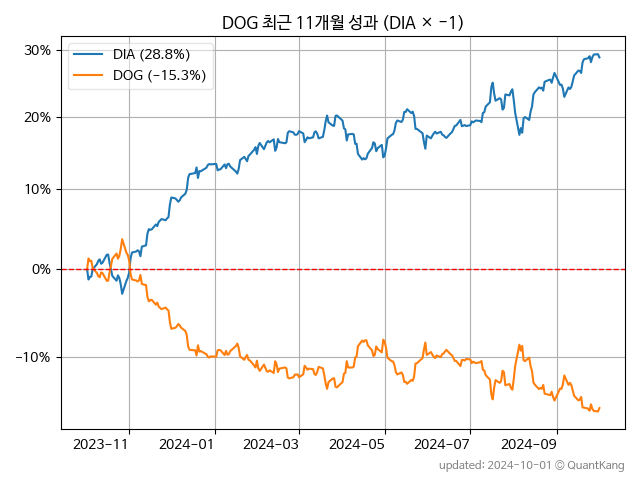 DOG 최근 11개월 성과 (DIA × −1)
DIA (28.8%)
DOG (−15.3%)
30%
20%
10%
0%
−10%
2023-11 2024-01 2024-03 2024-05 2024-07 2024-09
updated: 2024-10-01 © QuantKang